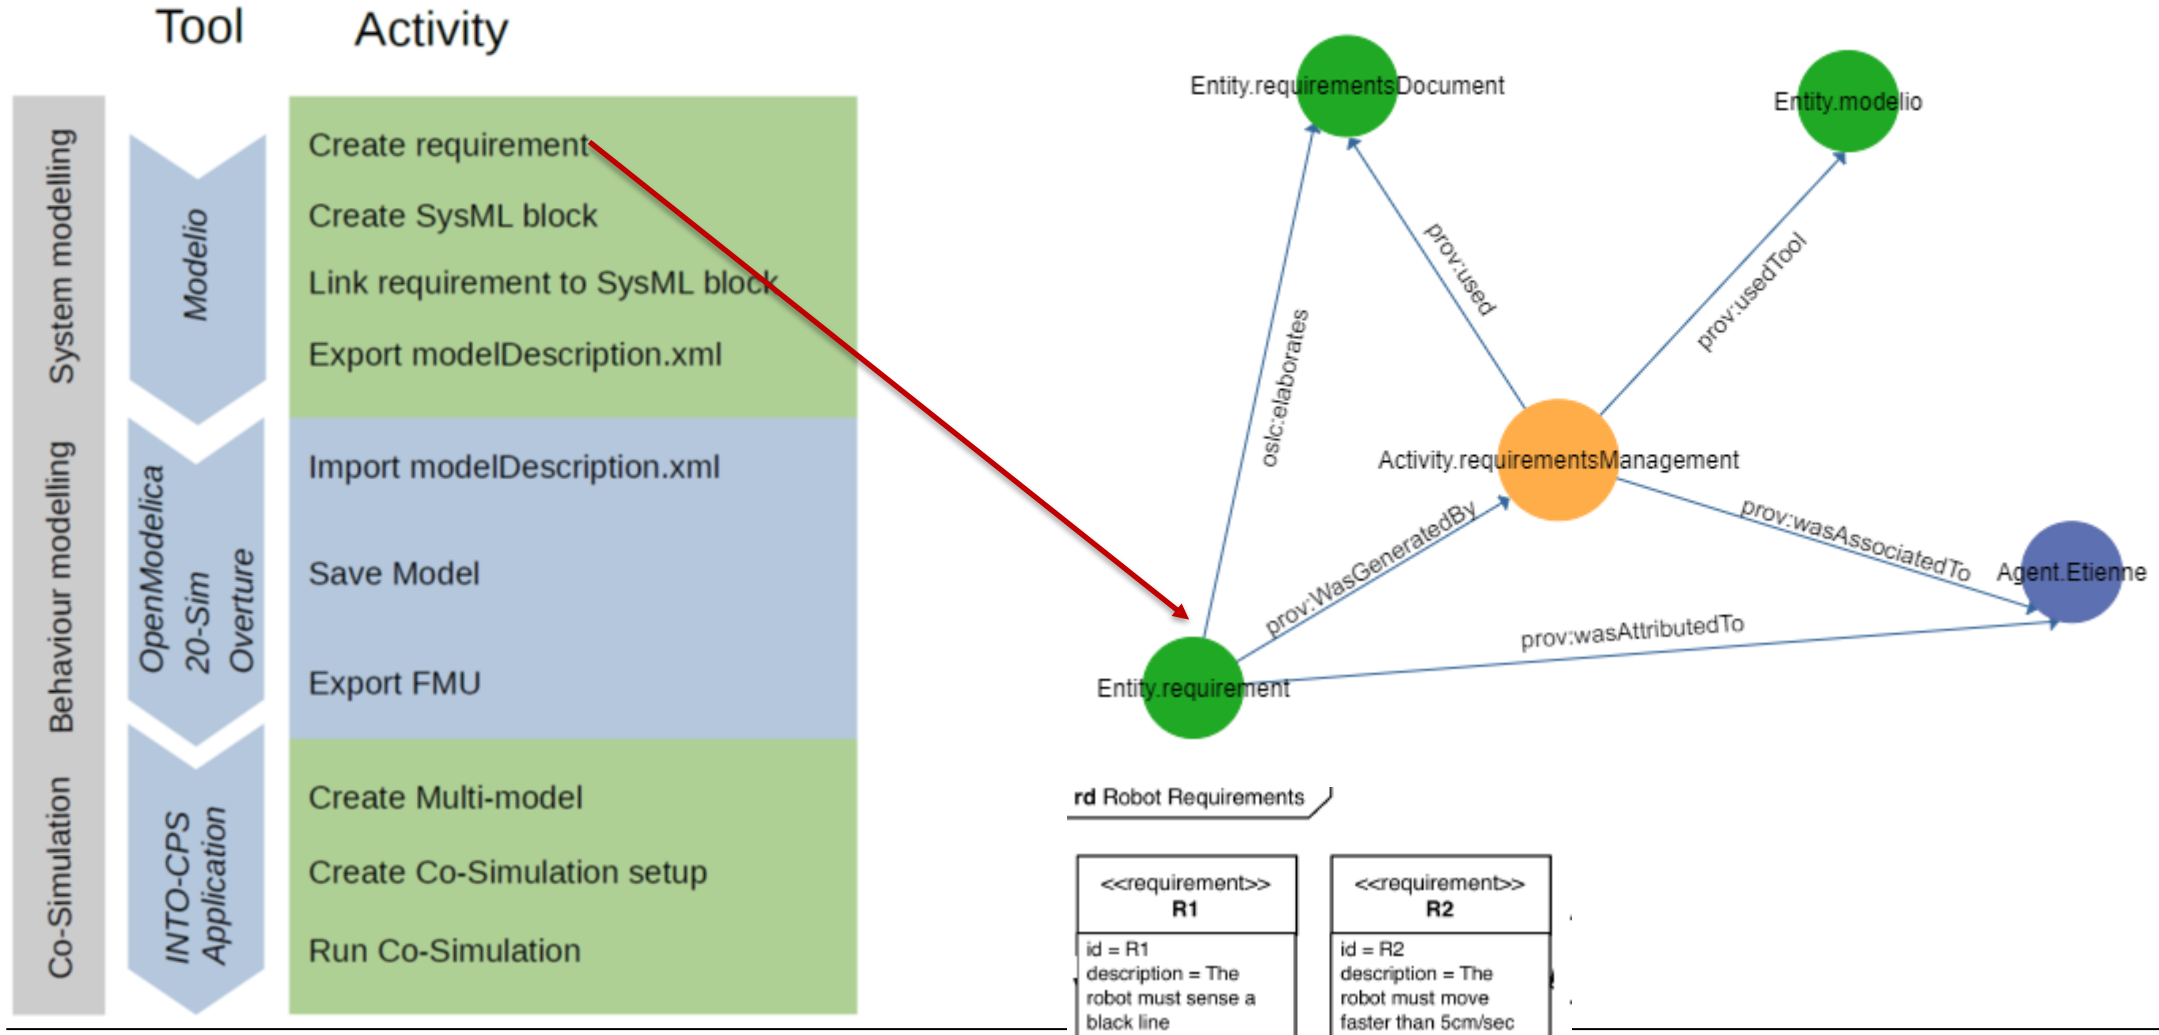 Tool
Activity
System modelling
Modelio
Create requirement
Create SysML block
Link requirement to SysML block
Export modelDescription.xml
Behaviour modelling
OpenModelica
20-Sim
Overture
Import modelDescription.xml
Save Model
Export FMU
Co-Simulation
INTO-CPS
Application
Create Multi-model
Create Co-Simulation setup
Run Co-Simulation
Entity.requirementsDocument
Entity.modelio
oslc:elaborates
prov:used
prov:usedTool
Activity.requirementsManagement
prov:WasGeneratedBy
prov:wasAssociatedTo
Agent.Etienne
prov:wasAttributedTo
Entity.requirement
rd Robot Requirements
<<requirement>>
R1
id = R1
description = The
robot must sense a
black line
<<requirement>>
R2
id = R2
description = The
robot must move
faster than 5cm/sec